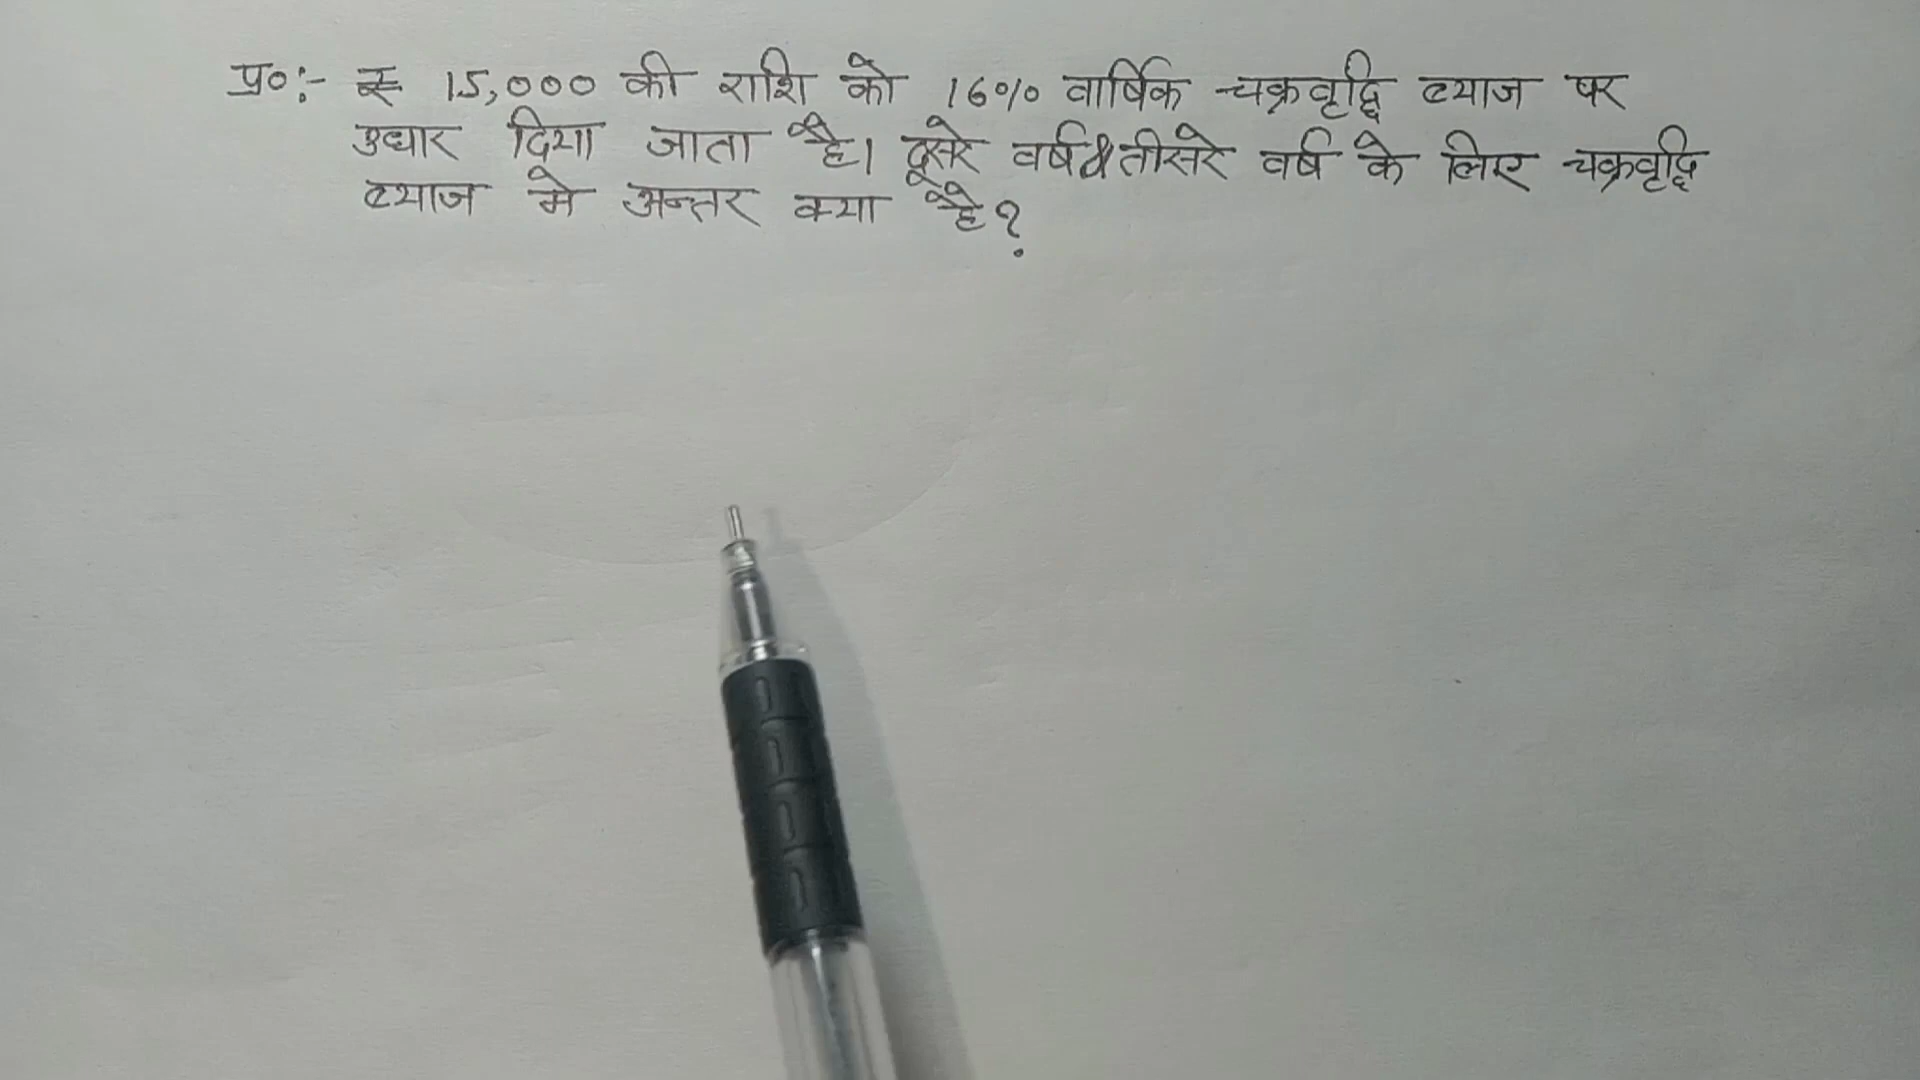 प्र०:- ₹ 15,000 की राशि को 16% वार्षिक चक्रवृद्धि ब्याज पर
उधार दिया जाता है। दूसरे वर्ष & तीसरे वर्ष के लिए चक्रवृद्धि
ब्याज मे अन्तर क्या है?